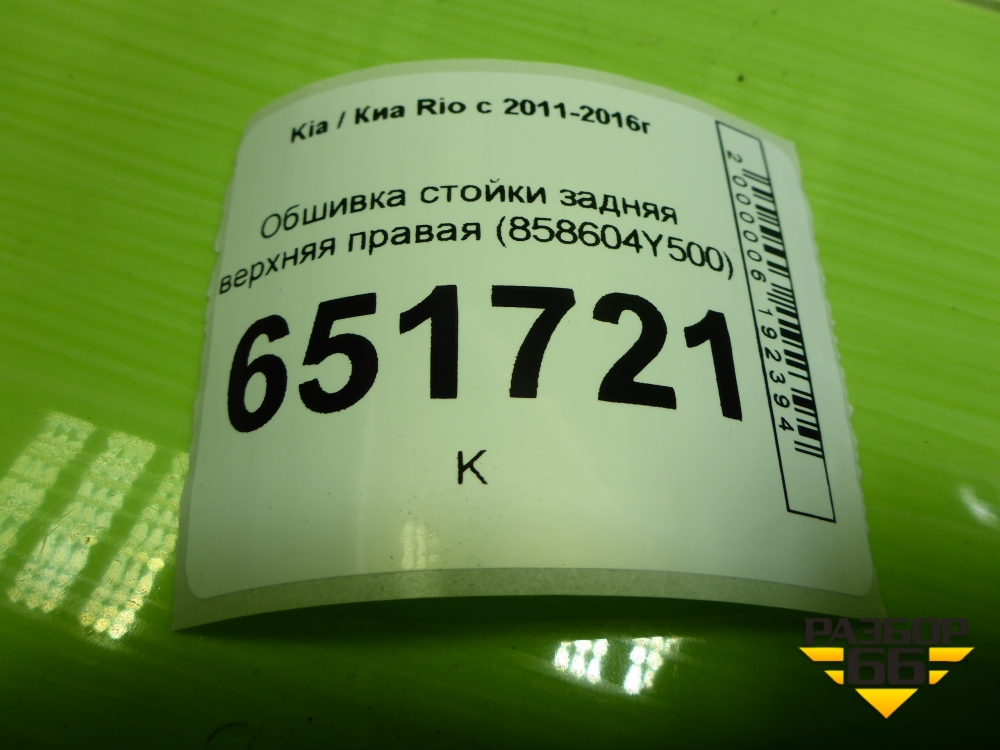 Kia / Киа Rio с 2011-2016г
Обшивка стойки задняя
верхняя правая (858604Y500)
651721
К
2000006192394
РАЗБОР
66